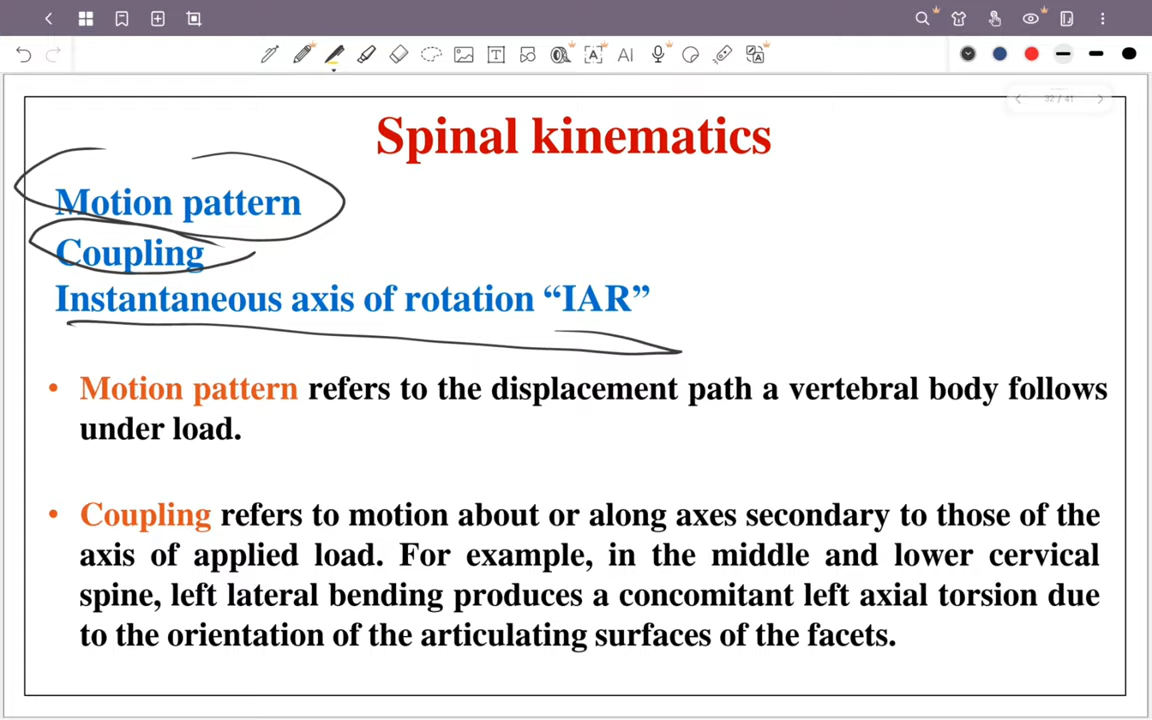 AI
32 / 41
Spinal kinematics
Motion pattern
Coupling
Instantaneous axis of rotation “IAR”
• Motion pattern refers to the displacement path a vertebral body follows
under load.
• Coupling refers to motion about or along axes secondary to those of the
axis of applied load. For example, in the middle and lower cervical
spine, left lateral bending produces a concomitant left axial torsion due
to the orientation of the articulating surfaces of the facets.